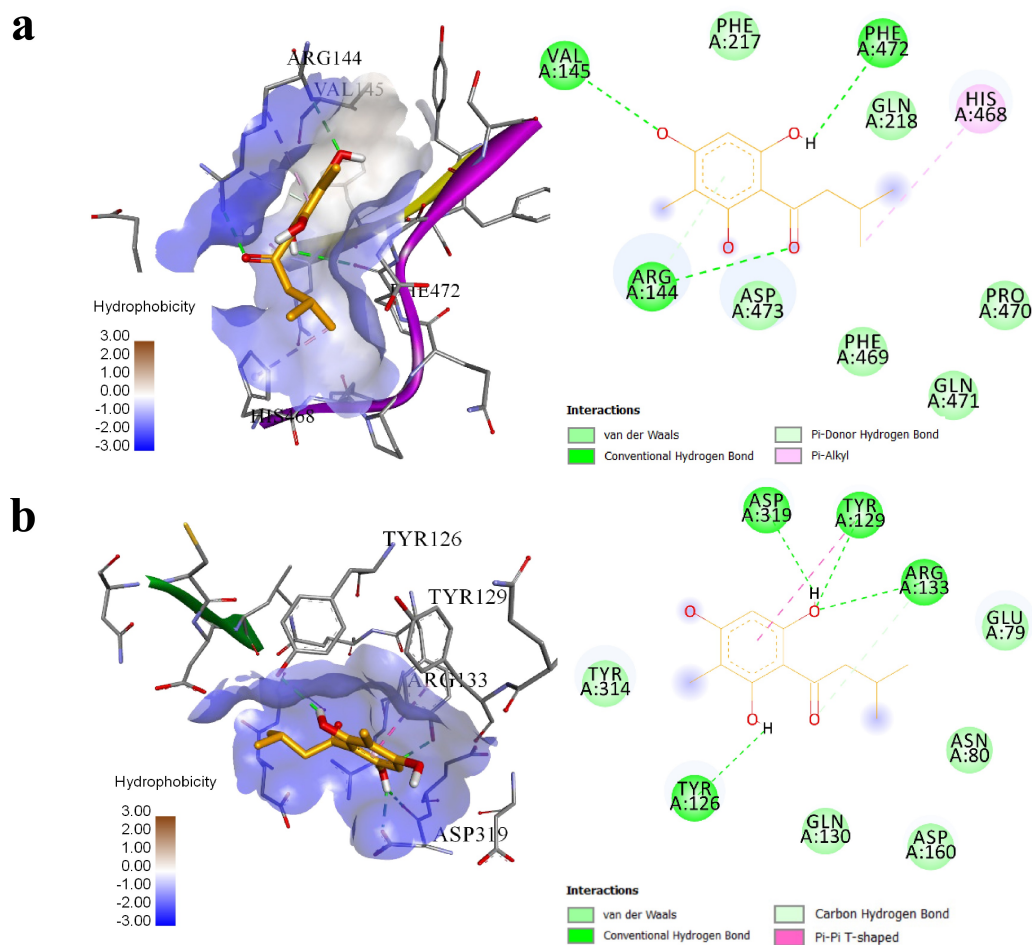 a
ARG144
VAL145
PHE472
HIS468
Hydrophobicity
3.00
2.00
1.00
0.00
-1.00
-2.00
-3.00
VAL
A:145
PHE
A:217
PHE
A:472
GLN
A:218
HIS
A:468
O
O
H
O
O
ARG
A:144
ASP
A:473
PHE
A:469
PRO
A:470
GLN
A:471
Interactions
van der Waals
Conventional Hydrogen Bond
Pi-Donor Hydrogen Bond
Pi-Alkyl
b
TYR126
TYR129
ARG133
ASP319
Hydrophobicity
3.00
2.00
1.00
0.00
-1.00
-2.00
-3.00
ASP
A:319
TYR
A:129
ARG
A:133
GLU
A:79
H
O
O
TYR
A:314
O
O
H
ASN
A:80
TYR
A:126
GLN
A:130
ASP
A:160
Interactions
van der Waals
Conventional Hydrogen Bond
Carbon Hydrogen Bond
Pi-Pi T-shaped